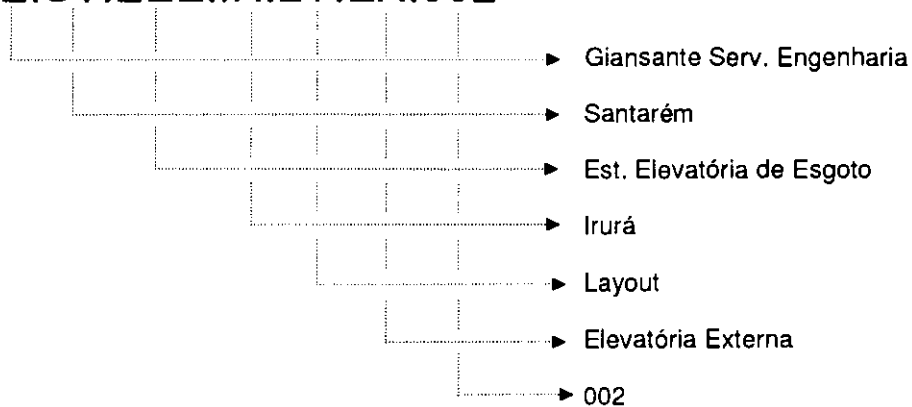 Giansante Serv. Engenharia
Santarém
Est. Elevatória de Esgoto
Irurá
Layout
Elevatória Externa
002